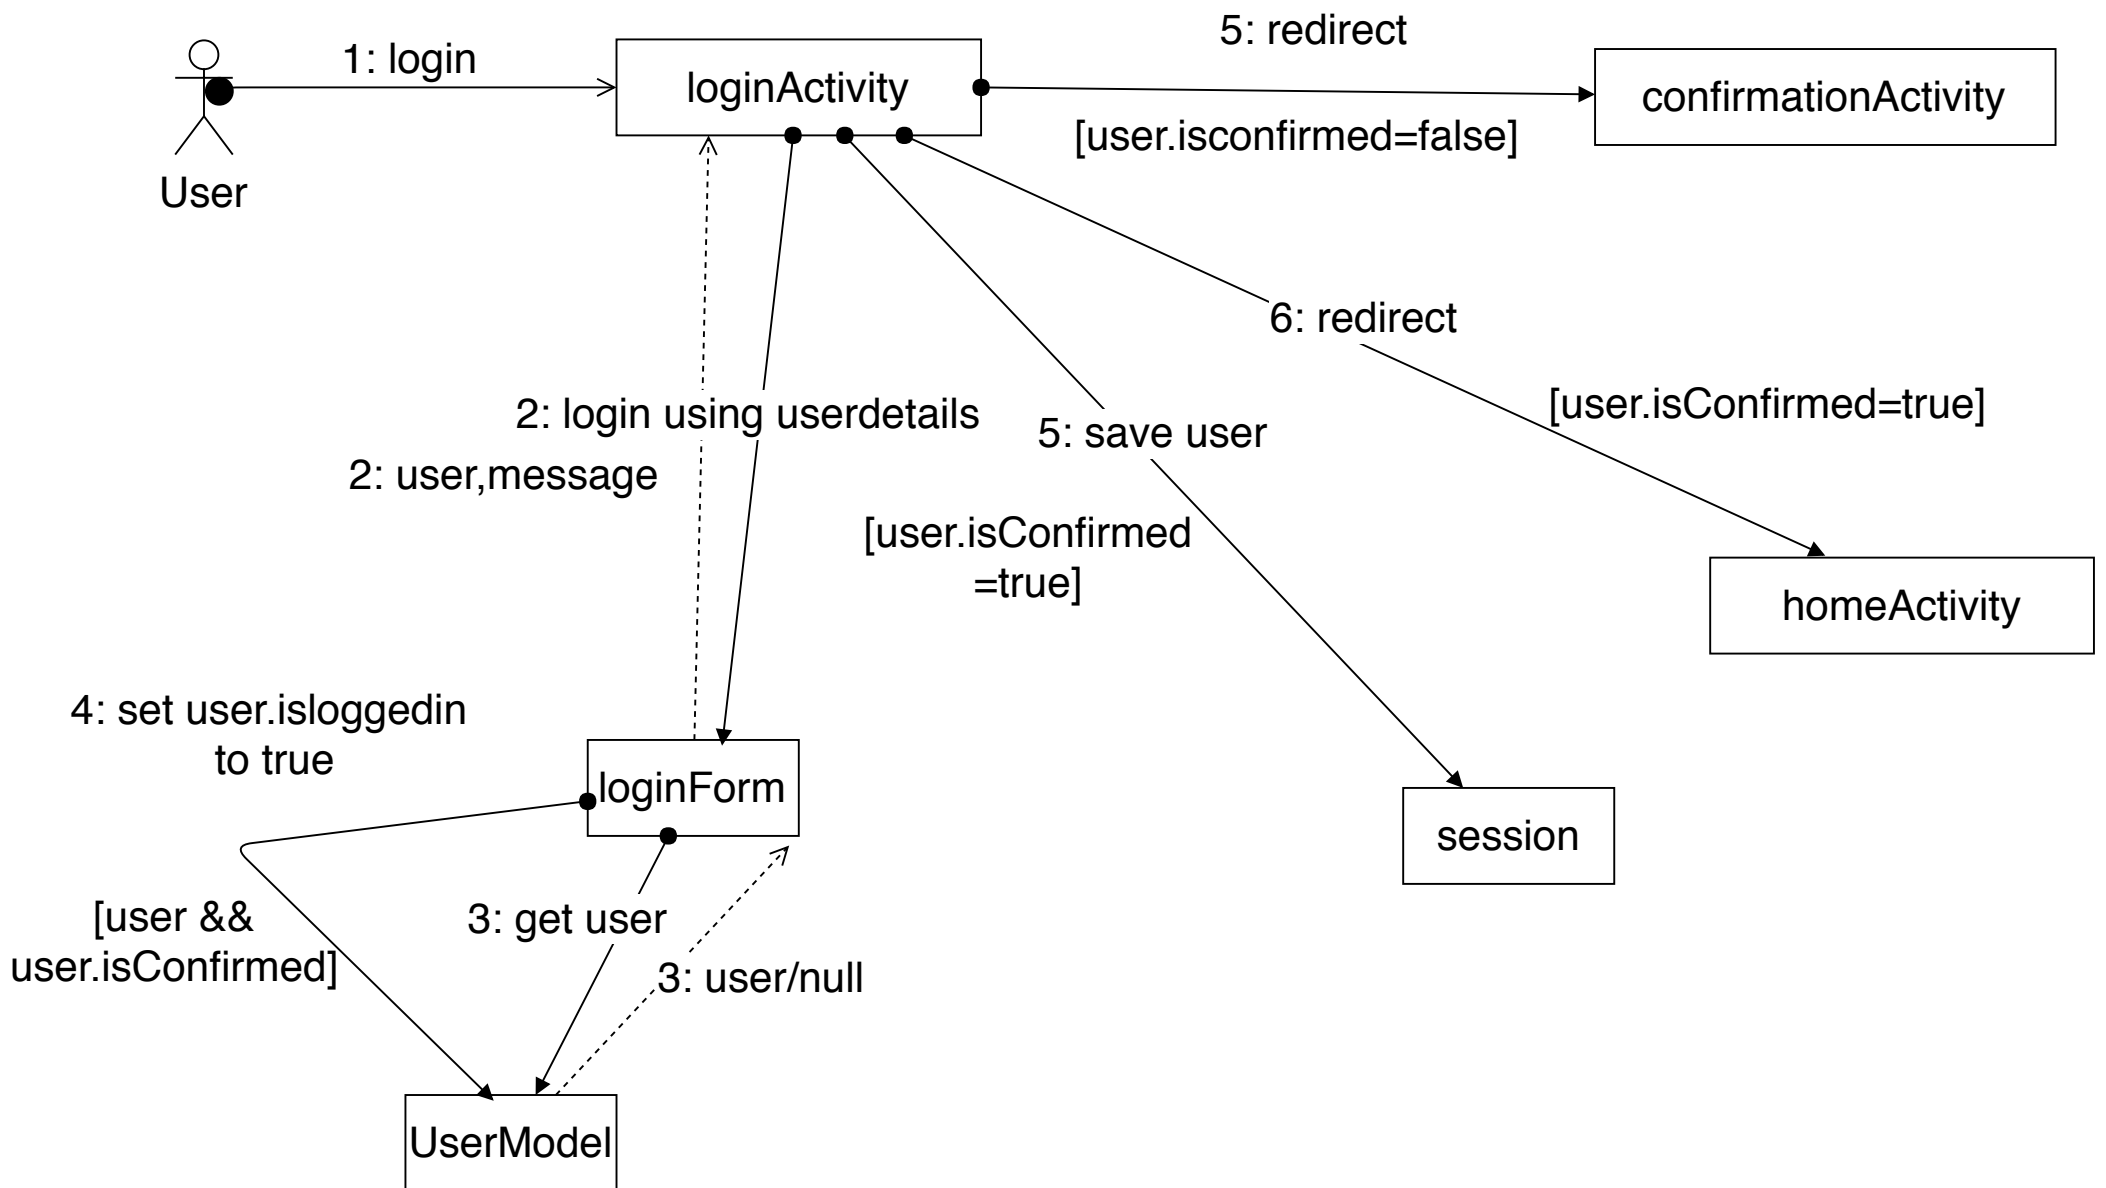 5: redirect
1: login
loginActivity
confirmationActivity
[user.isconfirmed=false]
User
6: redirect
[user.isConfirmed=true]
2: login using userdetails
5: save user
2: user,message
[user.isConfirmed
=true]
homeActivity
4: set user.isloggedin
to true
loginForm
session
[user &&
user.isConfirmed]
3: get user
3: user/null
UserModel